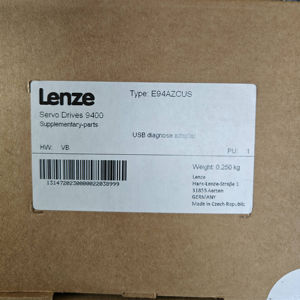 Lenze
Type: E94AZCUS
Servo Drives 9400
Supplementary-parts
USB diagnose adapter
HW: VB
PU: 1
Weight: 0.250 kg
Lenze
Hans-Lenze-Straße 1
31855 Aerzen
GERMANY
Made in Czech Republic